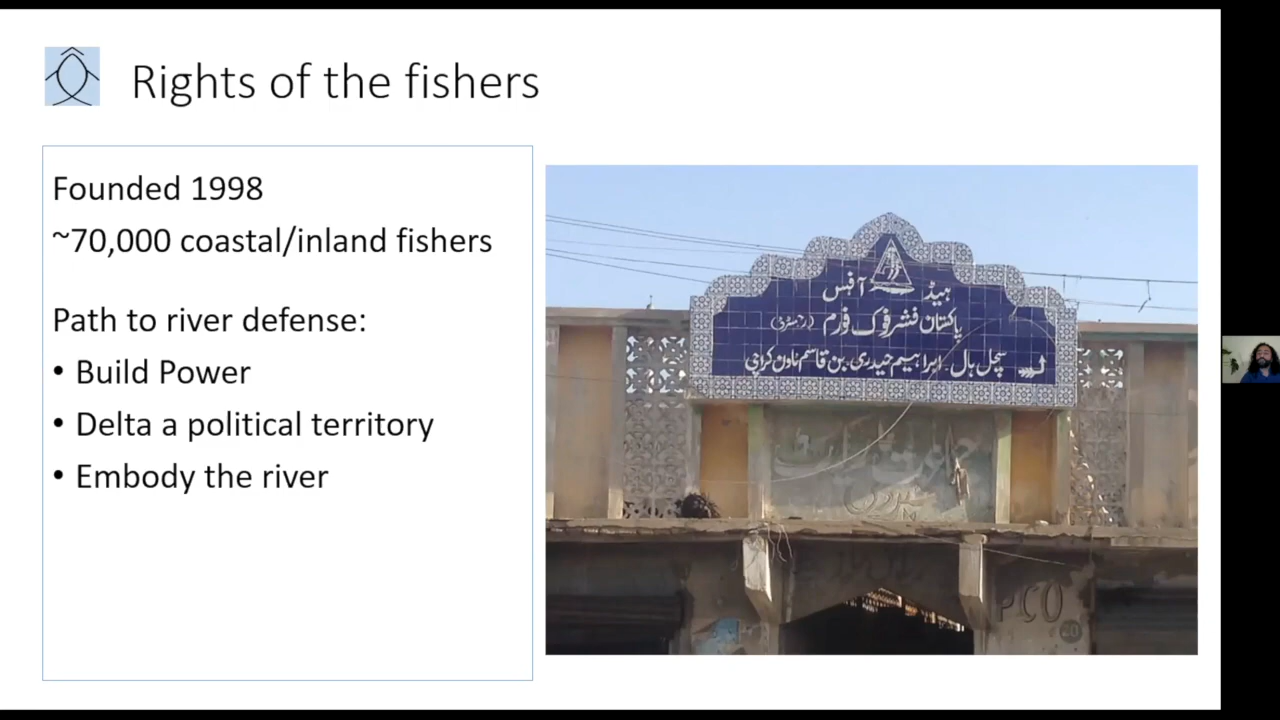 Rights of the fishers
Founded 1998
~70,000 coastal/inland fishers
Path to river defense:
• Build Power
• Delta a political territory
• Embody the river
ہیڈ آفس
پاکستان فشر فوک فورم (رجسٹرڈ)
سچل ہال ابراہیم حیدری بن قاسم ٹاون کراچی
PCO